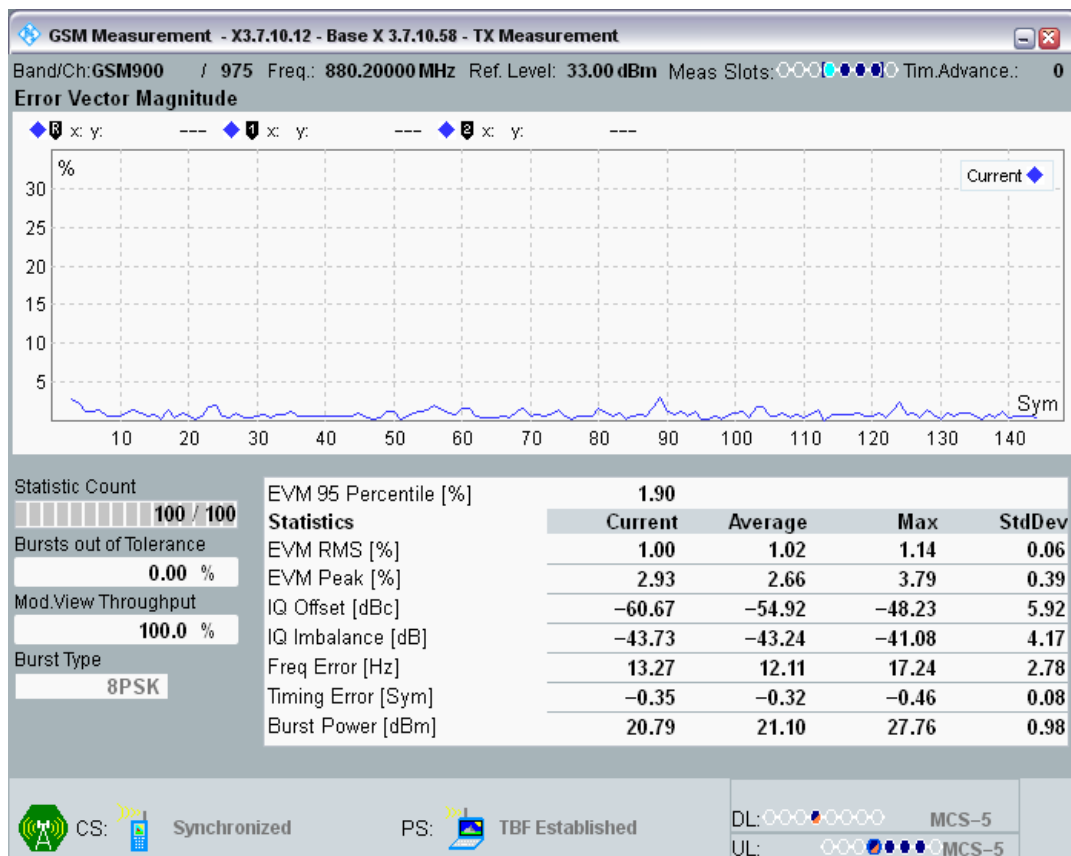 GSM Measurement - X3.7.10.12 - Base X 3.7.10.58 - TX Measurement
Band/Ch:GSM900 / 975 Freq.: 880.20000 MHz Ref. Level: 33.00 dBm Meas Slots: Tim.Advance.: 0
Error Vector Magnitude
R x: y: --- 1 x: y: --- 2 x: y: ---
%
Current
30
25
20
15
10
5
Sym
10 20 30 40 50 60 70 80 90 100 110 120 130 140
Statistic Count
100 / 100
Bursts out of Tolerance
0.00 %
Mod.View Throughput
100.0 %
Burst Type
8PSK
EVM 95 Percentile [%] 1.90
Statistics Current Average Max StdDev
EVM RMS [%] 1.00 1.02 1.14 0.06
EVM Peak [%] 2.93 2.66 3.79 0.39
IQ Offset [dBc] −60.67 −54.92 −48.23 5.92
IQ Imbalance [dB] −43.73 −43.24 −41.08 4.17
Freq Error [Hz] 13.27 12.11 17.24 2.78
Timing Error [Sym] −0.35 −0.32 −0.46 0.08
Burst Power [dBm] 20.79 21.10 27.76 0.98
CS: Synchronized PS: TBF Established
DL: MCS−5
UL: MCS−5